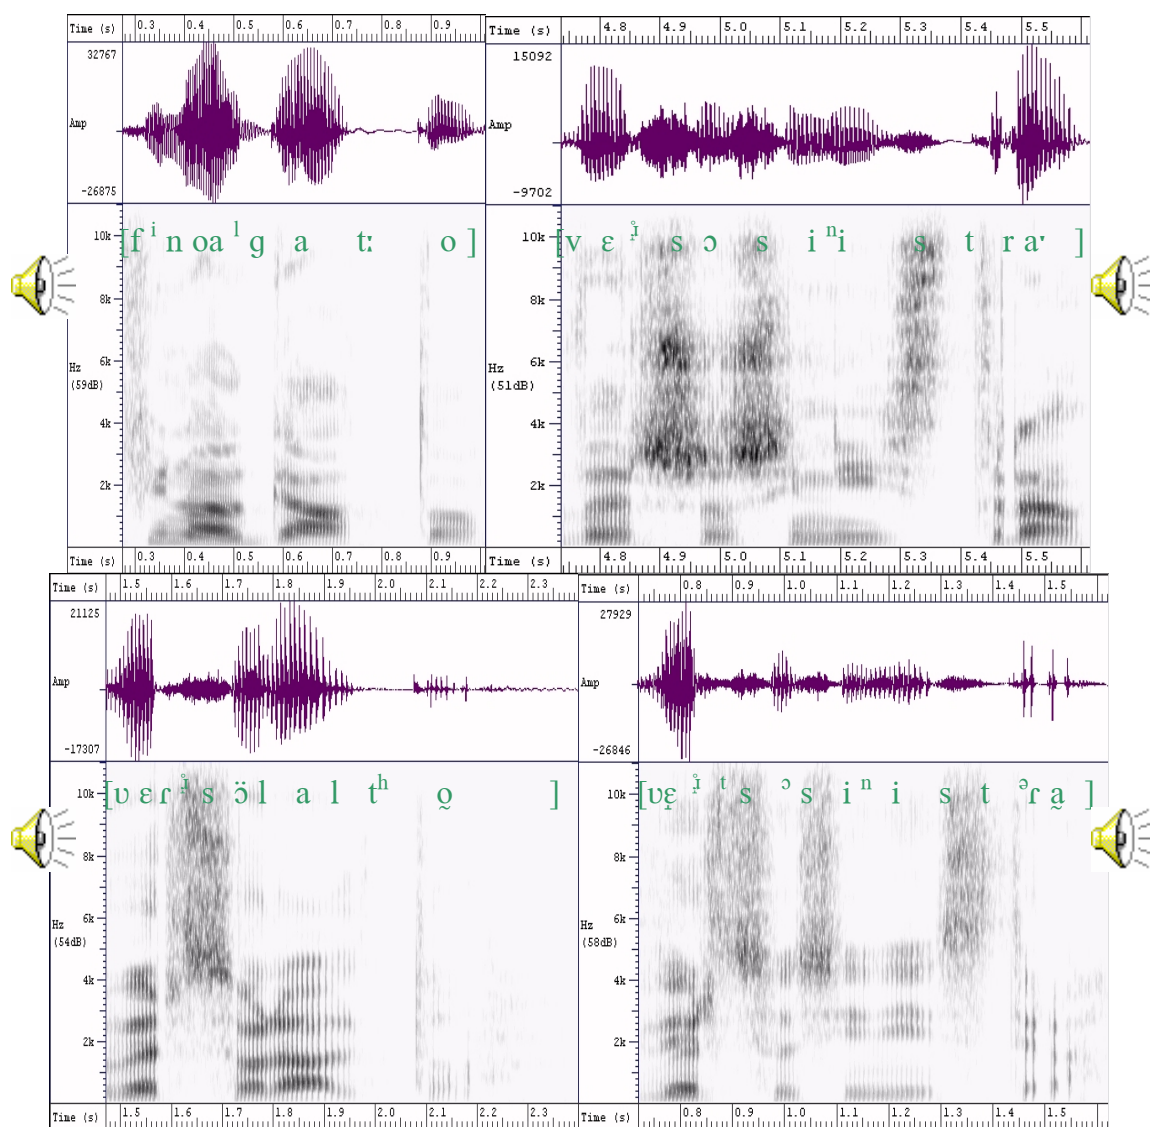 Time (s) 0.3 0.4 0.5 0.6 0.7 0.8 0.9
32767
Amp
-26875
[f ⁱ n oa ˡ ɡ a tː o ]
10k
8k
6k
Hz
(59dB)
4k
2k
Time (s) 0.3 0.4 0.5 0.6 0.7 0.8 0.9
Time (s) 4.8 4.9 5.0 5.1 5.2 5.3 5.4 5.5
15092
Amp
-9702
[v ɛ ɾ̥ s ɔ s i ⁿi s t r aˑ ]
10k
8k
6k
Hz
(51dB)
4k
2k
Time (s) 4.8 4.9 5.0 5.1 5.2 5.3 5.4 5.5
Time (s) 1.5 1.6 1.7 1.8 1.9 2.0 2.1 2.2 2.3
21125
Amp
-17307
[ʋ ɛ ɾ ɾ̥ s ɔ̈ l a l tʰ o̰ ]
10k
8k
6k
Hz
(54dB)
4k
2k
Time (s) 1.5 1.6 1.7 1.8 1.9 2.0 2.1 2.2 2.3
Time (s) 0.8 0.9 1.0 1.1 1.2 1.3 1.4 1.5
27929
Amp
-26846
[ʋɛ̞ ɾ̥ ᵗ s ᵓ s i ⁿ i s t ᵊɾ a̰ ]
10k
8k
6k
Hz
(58dB)
4k
2k
Time (s) 0.8 0.9 1.0 1.1 1.2 1.3 1.4 1.5